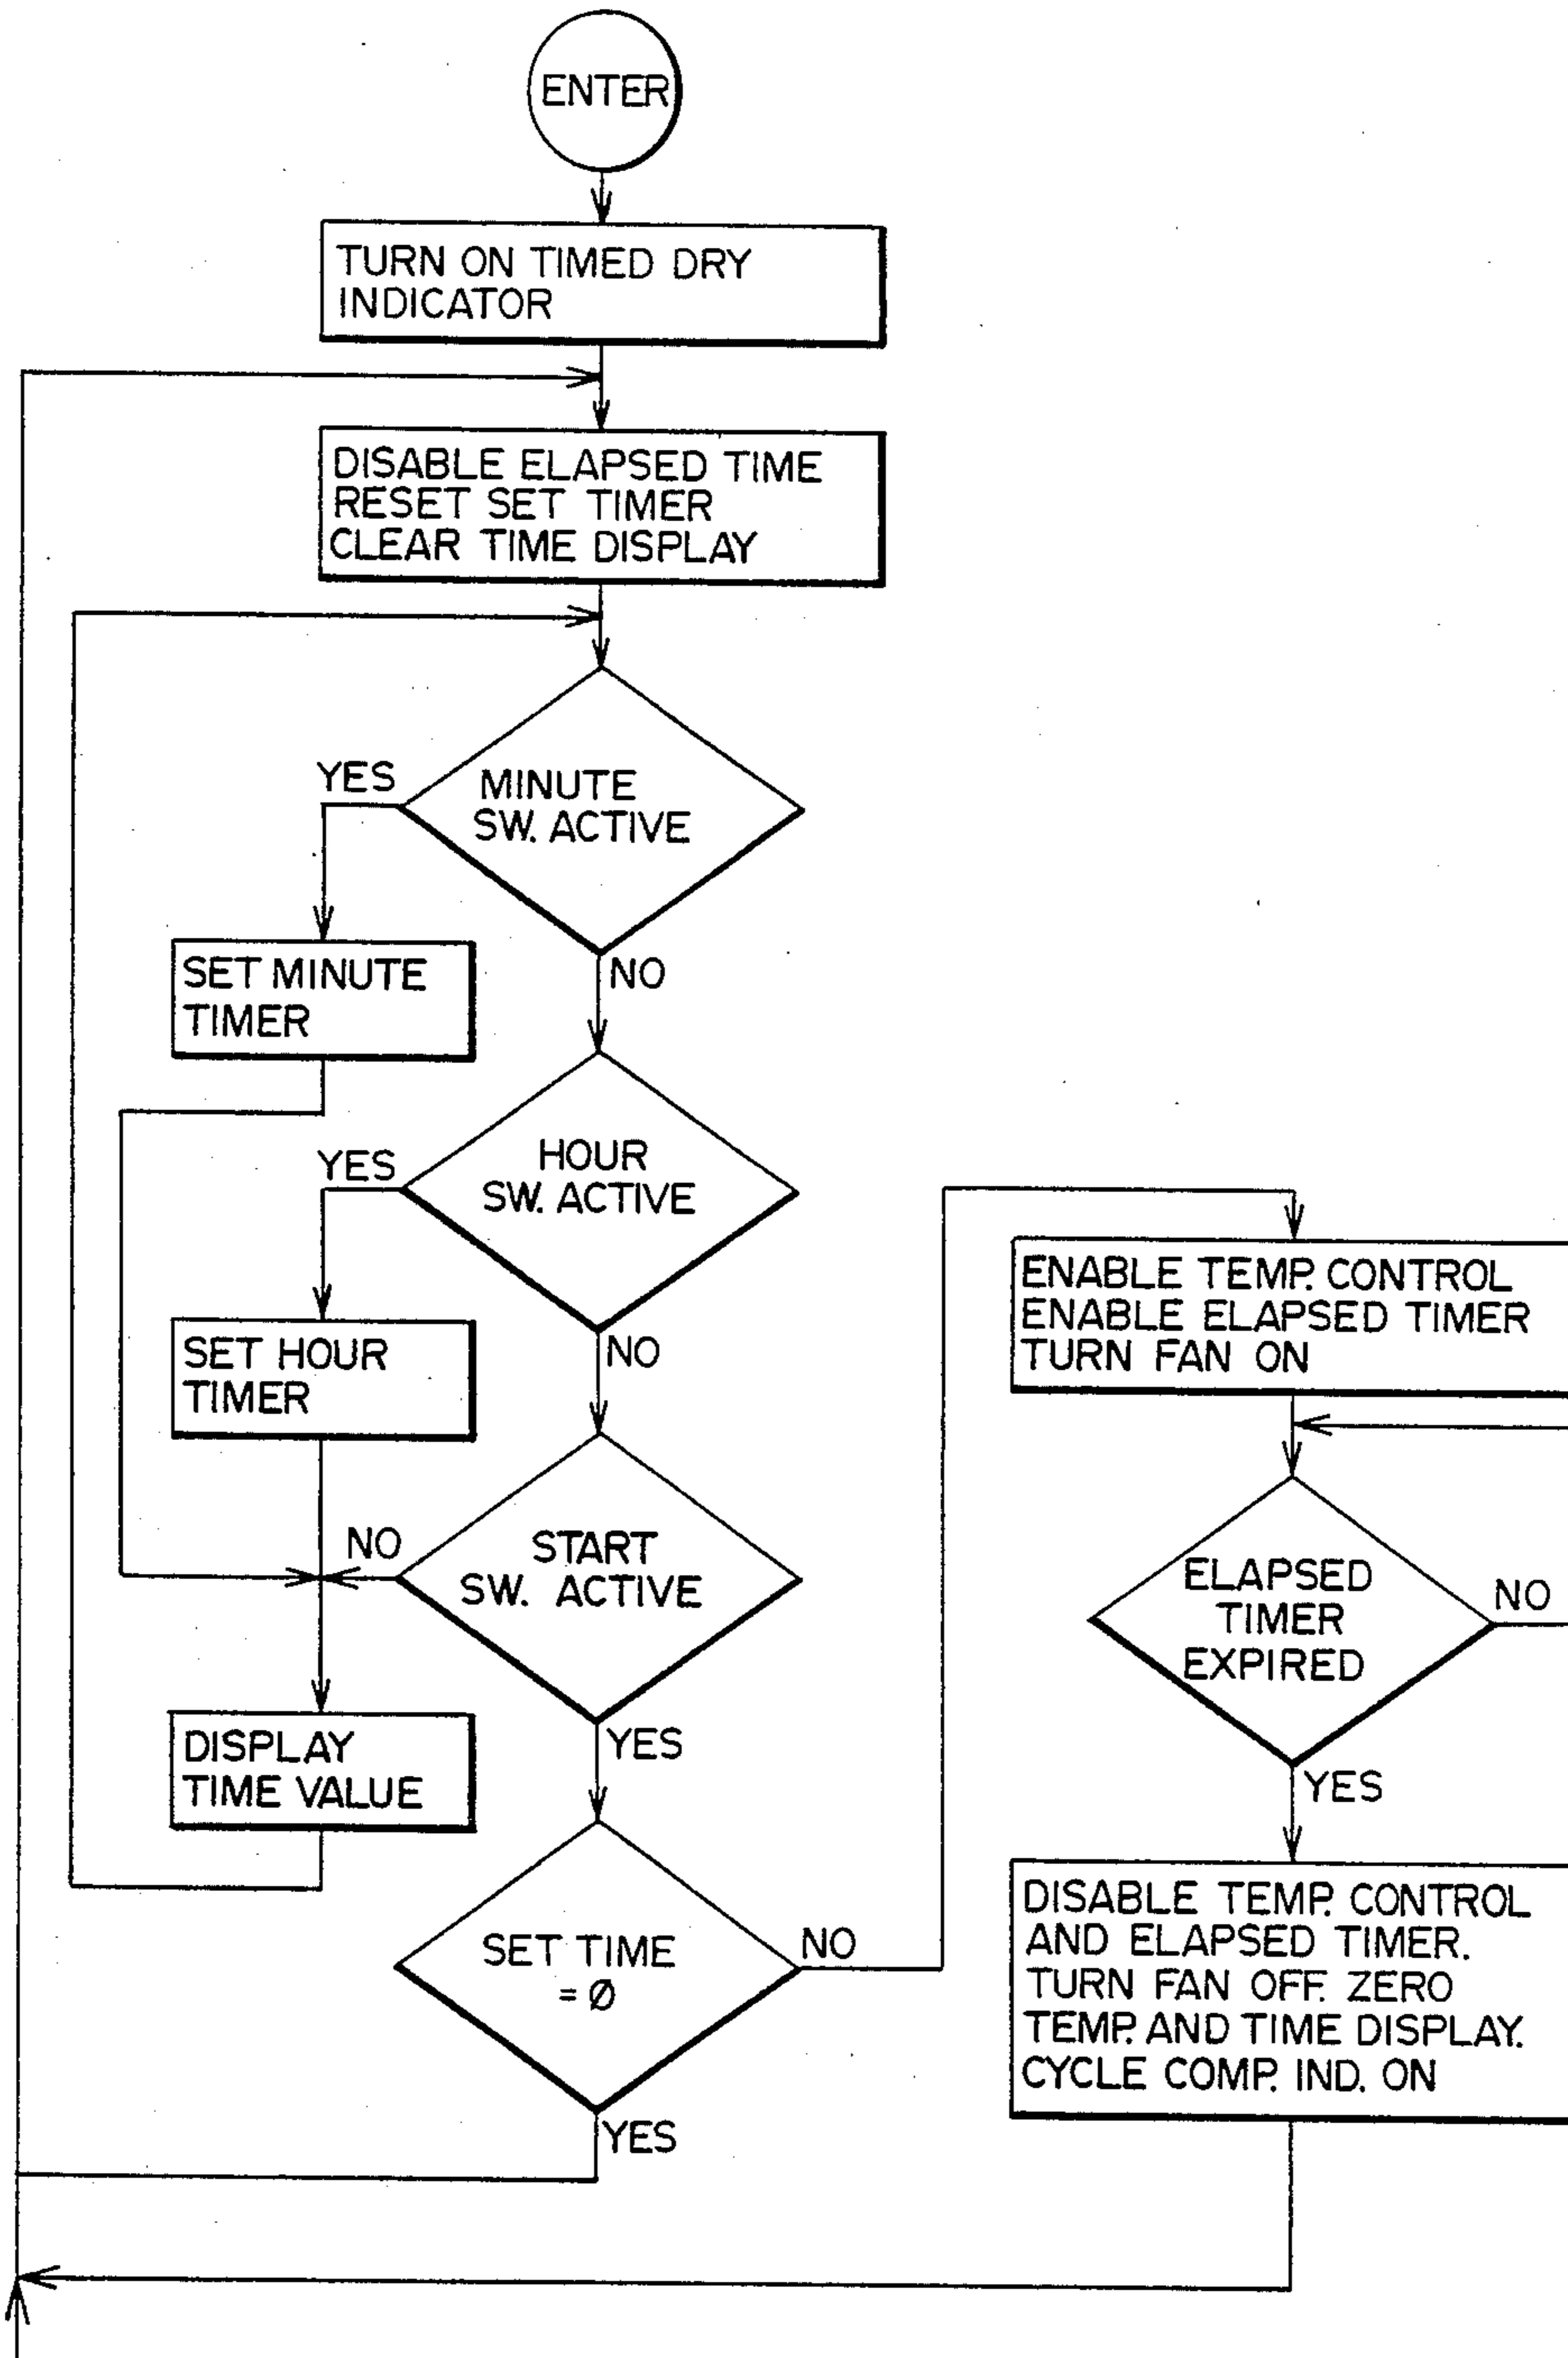 ENTER
TURN ON TIMED DRY
INDICATOR
DISABLE ELAPSED TIME
RESET SET TIMER
CLEAR TIME DISPLAY
YES
MINUTE
SW. ACTIVE
SET MINUTE
TIMER
NO
YES
HOUR
SW. ACTIVE
SET HOUR
TIMER
NO
NO
START
SW. ACTIVE
DISPLAY
TIME VALUE
YES
SET TIME
= Ø
NO
YES
ENABLE TEMP. CONTROL
ENABLE ELAPSED TIMER
TURN FAN ON
ELAPSED
TIMER
EXPIRED
NO
YES
DISABLE TEMP. CONTROL
AND ELAPSED TIMER.
TURN FAN OFF. ZERO
TEMP. AND TIME DISPLAY.
CYCLE COMP. IND. ON